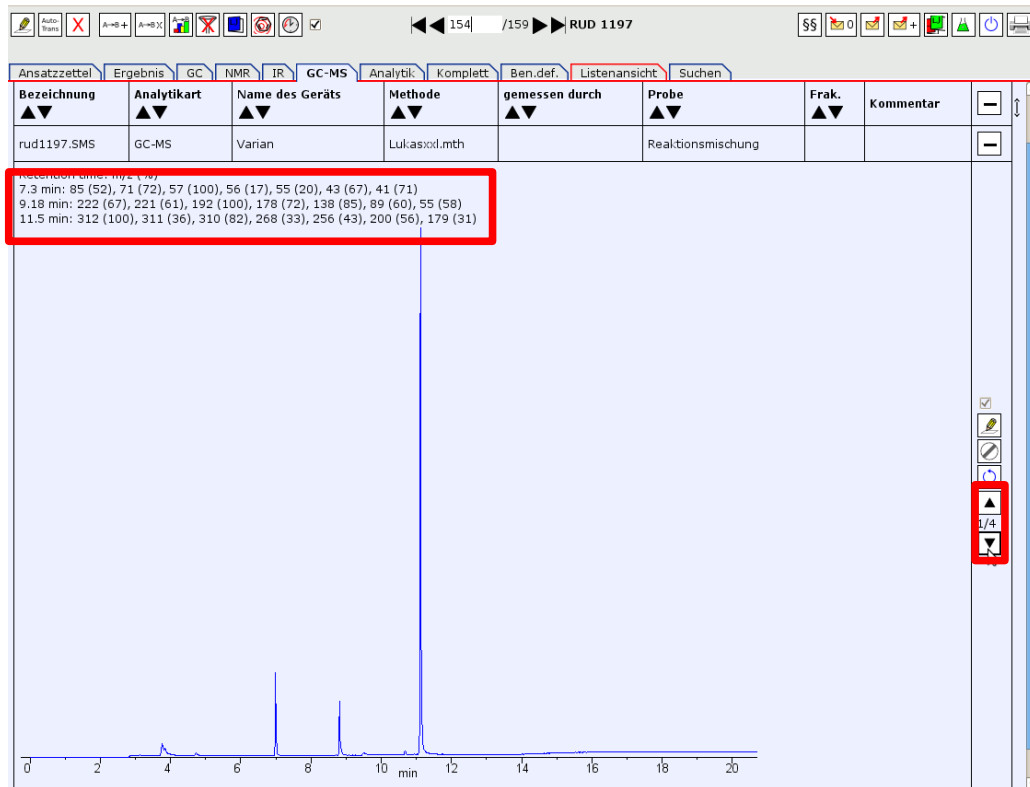 Auto-Trans A→B+ A→BX A→B 154 /159 RUD 1197 §§ 0 +
Ansatzzettel Ergebnis GC NMR IR GC-MS Analytik Komplett Ben.def. Listenansicht Suchen
Bezeichnung Analytikart Name des Geräts Methode gemessen durch Probe Frak. Kommentar
rud1197.SMS GC-MS Varian Lukasxxl.mth Reaktionsmischung
Retention time: m/z (%)
7.3 min: 85 (52), 71 (72), 57 (100), 56 (17), 55 (20), 43 (67), 41 (71)
9.18 min: 222 (67), 221 (61), 192 (100), 178 (72), 138 (85), 89 (60), 55 (58)
11.5 min: 312 (100), 311 (36), 310 (82), 268 (33), 256 (43), 200 (56), 179 (31)
1/4
0 2 4 6 8 10 12 14 16 18 20
min